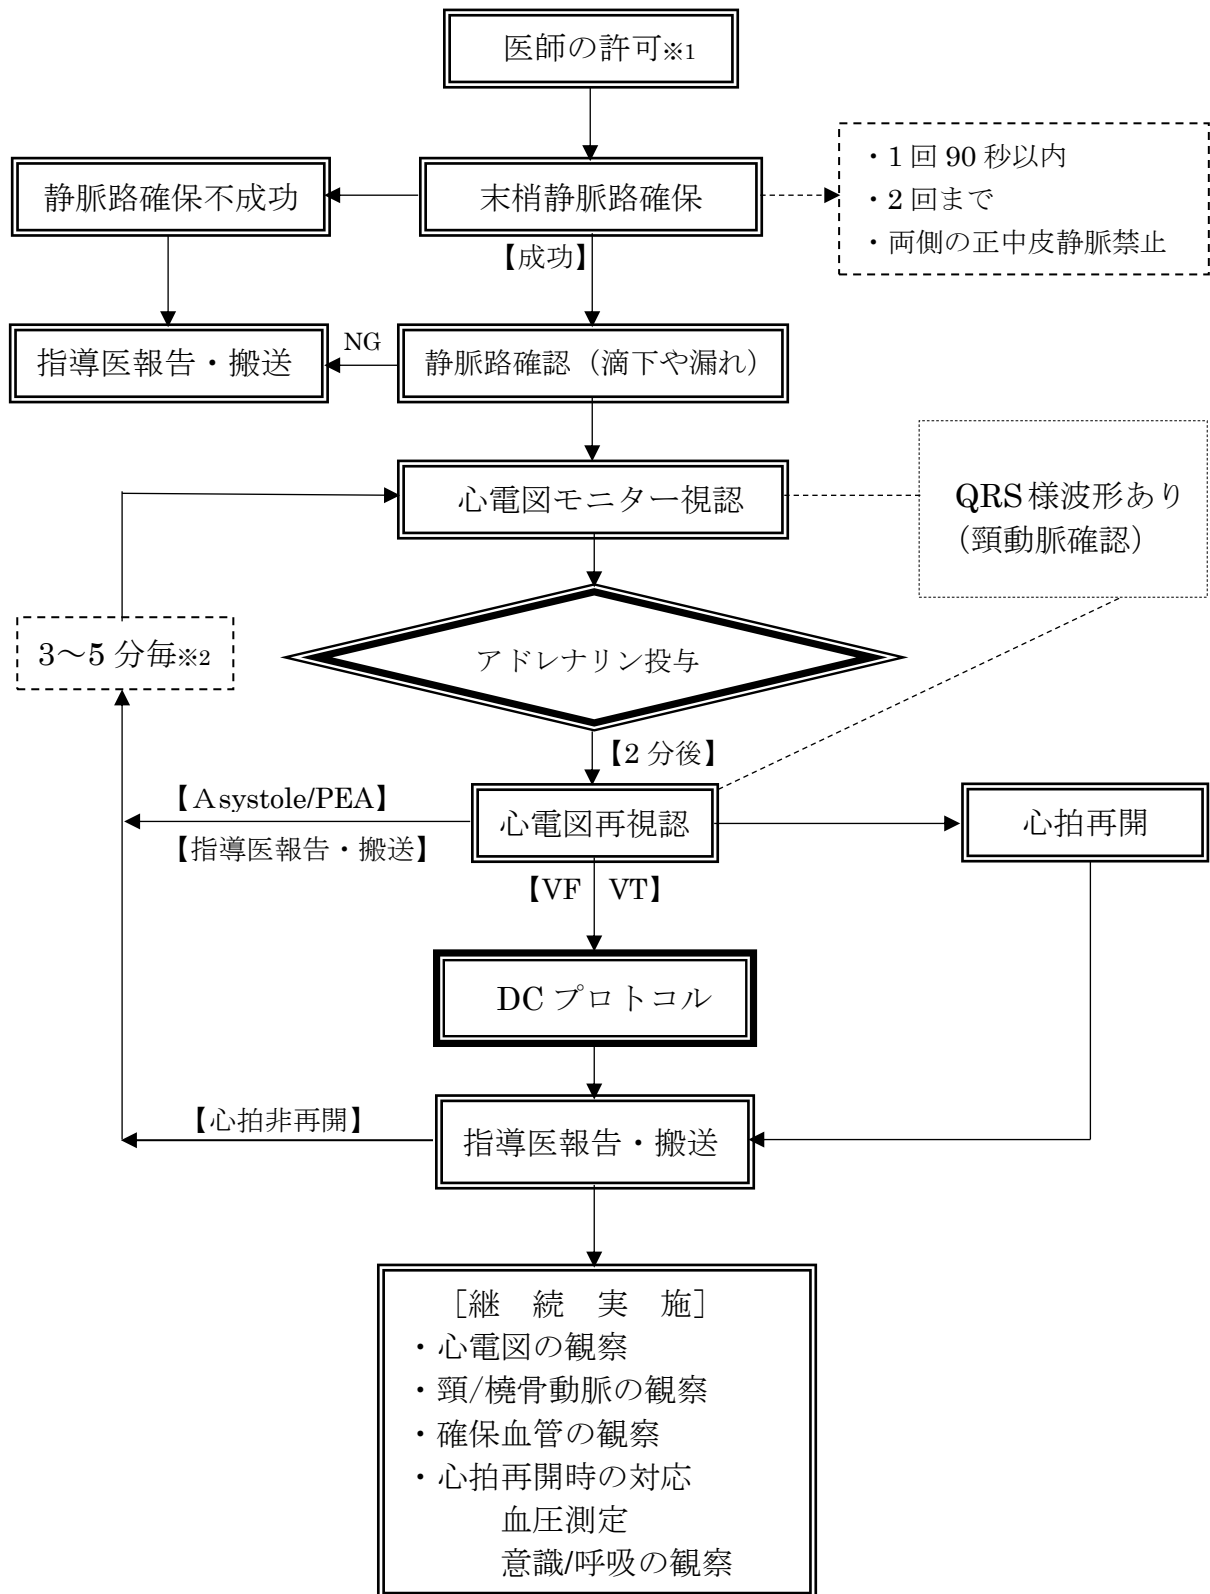 医師の許可※1
・1回90秒以内
・2回まで
・両側の正中皮静脈禁止
静脈路確保不成功
末梢静脈路確保
【成功】
指導医報告・搬送
NG
静脈路確認（滴下や漏れ）
心電図モニター視認
QRS様波形あり
（頸動脈確認）
3～5分毎※2
アドレナリン投与
【2分後】
【Asystole/PEA】
【指導医報告・搬送】
心電図再視認
心拍再開
【VF　VT】
DCプロトコル
【心拍非再開】
指導医報告・搬送
［継　続　実　施］
・心電図の観察
・頸/橈骨動脈の観察
・確保血管の観察
・心拍再開時の対応
血圧測定
意識/呼吸の観察